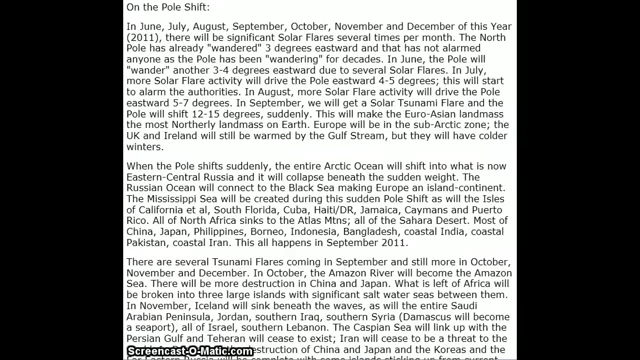 On the Pole Shift:
In June, July, August, September, October, November and December of this Year
(2011), there will be significant Solar Flares several times per month. The North
Pole has already "wandered" 3 degrees eastward and that has not alarmed
anyone as the Pole has been "wandering" for decades. In June, the Pole will
"wander" another 3-4 degrees eastward due to several Solar Flares. In July,
more Solar Flare activity will drive the Pole eastward 4-5 degrees; this will start
to alarm the authorities. In August, more Solar Flare activity will drive the Pole
eastward 5-7 degrees. In September, we will get a Solar Tsunami Flare and the
Pole will shift 12-15 degrees, suddenly. This will make the Euro-Asian landmass
the most Northerly landmass on Earth. Europe will be in the sub-Arctic zone; the
UK and Ireland will still be warmed by the Gulf Stream, but they will have colder
winters.
When the Pole shifts suddenly, the entire Arctic Ocean will shift into what is now
Eastern-Central Russia and it will collapse beneath the sudden weight. The
Russian Ocean will connect to the Black Sea making Europe an island-continent.
The Mississippi Sea will be created during this sudden Pole Shift as will the Isles
of California et al, South Florida, Cuba, Haiti/DR, Jamaica, Caymans and Puerto
Rico. All of North Africa sinks to the Atlas Mtns; all of the Sahara Desert. Most of
China, Japan, Philippines, Borneo, Indonesia, Bangladesh, coastal India, coastal
Pakistan, coastal Iran. This all happens in September 2011.
There are several Tsunami Flares coming in September and still more in October,
November and December. In October, the Amazon River will become the Amazon
Sea. There will be more destruction in China and Japan. What is left of Africa will
be broken into three large islands with significant salt water seas between them.
In November, Iceland will sink beneath the waves, as will the entire Saudi
Arabian Peninsula, Jordan, southern Iraq, southern Syria (Damascus will become
a seaport), all of Israel, southern Lebanon. The Caspian Sea will link up with the
Persian Gulf and Teheran will cease to exist; Iran will cease to be a threat to the
destruction of China and Japan and the Koreas and the
Screencast-O-Matic.com